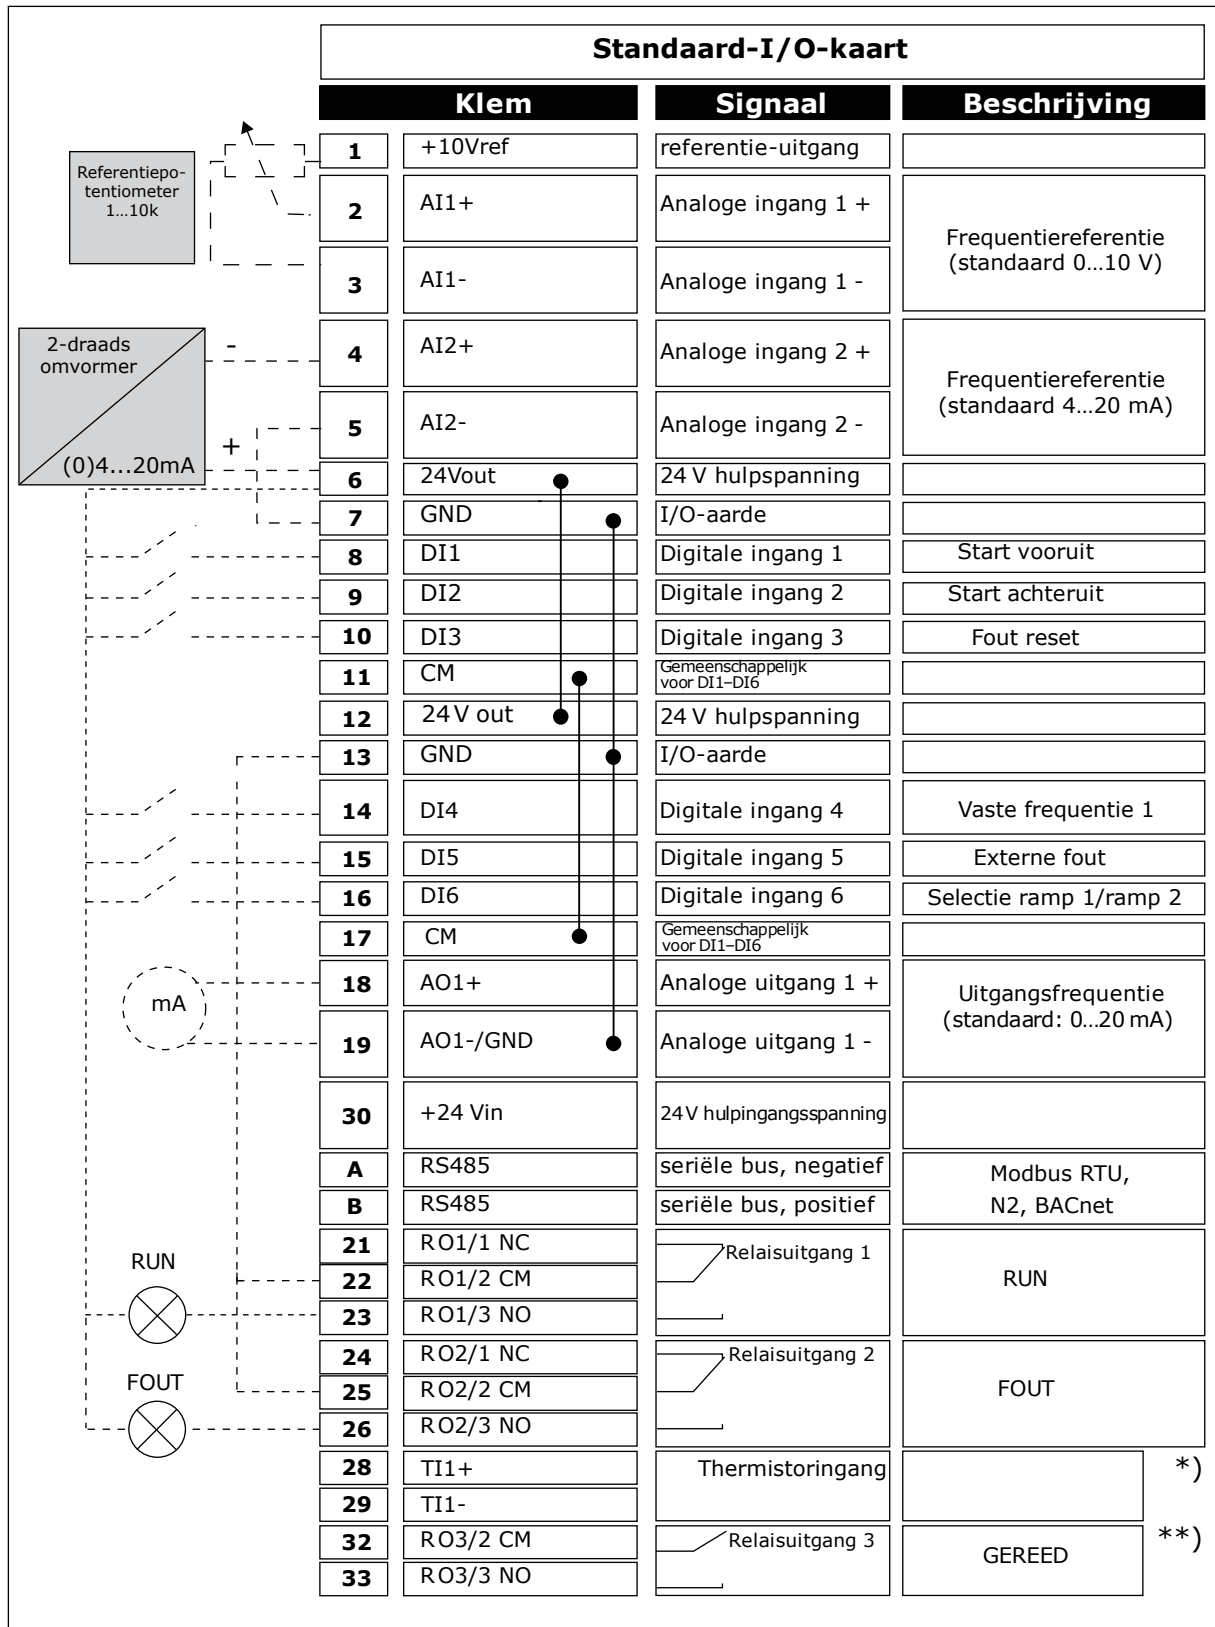 Standaard-I/O-kaart
Klem Signaal Beschrijving
Referentiepo-
tentiometer
1...10k
1 +10Vref referentie-uitgang
2 AI1+ Analoge ingang 1 +
Frequentiereferentie
(standaard 0...10 V)
3 AI1- Analoge ingang 1 -
2-draads
omvormer
(0)4...20mA
-
+
4 AI2+ Analoge ingang 2 +
Frequentiereferentie
(standaard 4...20 mA)
5 AI2- Analoge ingang 2 -
6 24Vout 24 V hulpspanning
7 GND I/O-aarde
8 DI1 Digitale ingang 1 Start vooruit
9 DI2 Digitale ingang 2 Start achteruit
10 DI3 Digitale ingang 3 Fout reset
11 CM Gemeenschappelijk
voor DI1–DI6
12 24 V out 24 V hulpspanning
13 GND I/O-aarde
14 DI4 Digitale ingang 4 Vaste frequentie 1
15 DI5 Digitale ingang 5 Externe fout
16 DI6 Digitale ingang 6 Selectie ramp 1/ramp 2
17 CM Gemeenschappelijk
voor DI1–DI6
mA
18 AO1+ Analoge uitgang 1 +
Uitgangsfrequentie
(standaard: 0...20 mA)
19 AO1-/GND Analoge uitgang 1 -
30 +24 Vin 24 V hulpingangsspanning
A RS485 seriële bus, negatief
Modbus RTU,
N2, BACnet
B RS485 seriële bus, positief
21 RO1/1 NC Relaisuitgang 1
RUN
22 RO1/2 CM RUN
23 RO1/3 NO
24 RO2/1 NC Relaisuitgang 2
FOUT
25 RO2/2 CM FOUT
26 RO2/3 NO
28 TI1+ Thermistoringang *)
29 TI1-
32 RO3/2 CM Relaisuitgang 3 GEREED **)
33 RO3/3 NO